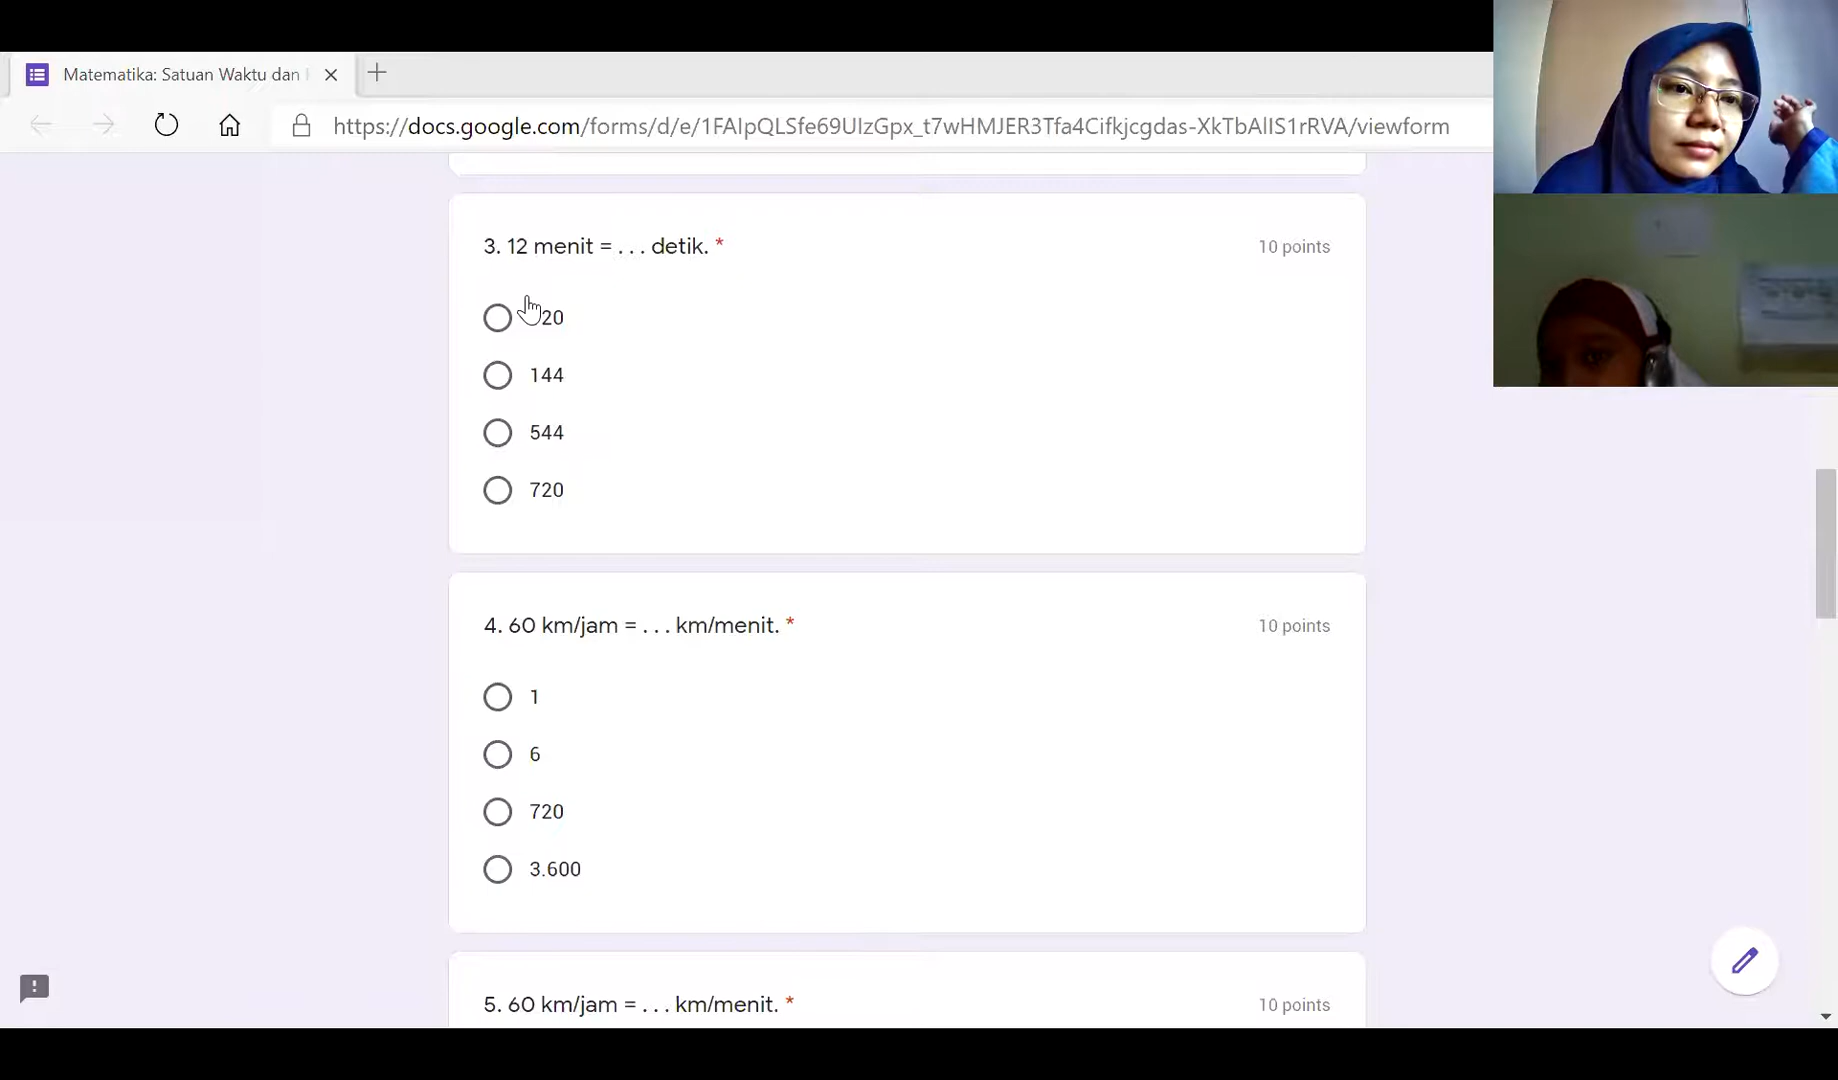 Matematika: Satuan Waktu dan
https://docs.google.com/forms/d/e/1FAIpQLSfe69UIzGpx_t7wHMJER3Tfa4Cifkjcgdas-XkTbAlIS1rRVA/viewform
3. 12 menit = . . . detik. *
10 points
20
144
544
720
4. 60 km/jam = . . . km/menit. *
10 points
1
6
720
3.600
5. 60 km/jam = . . . km/menit. *
10 points